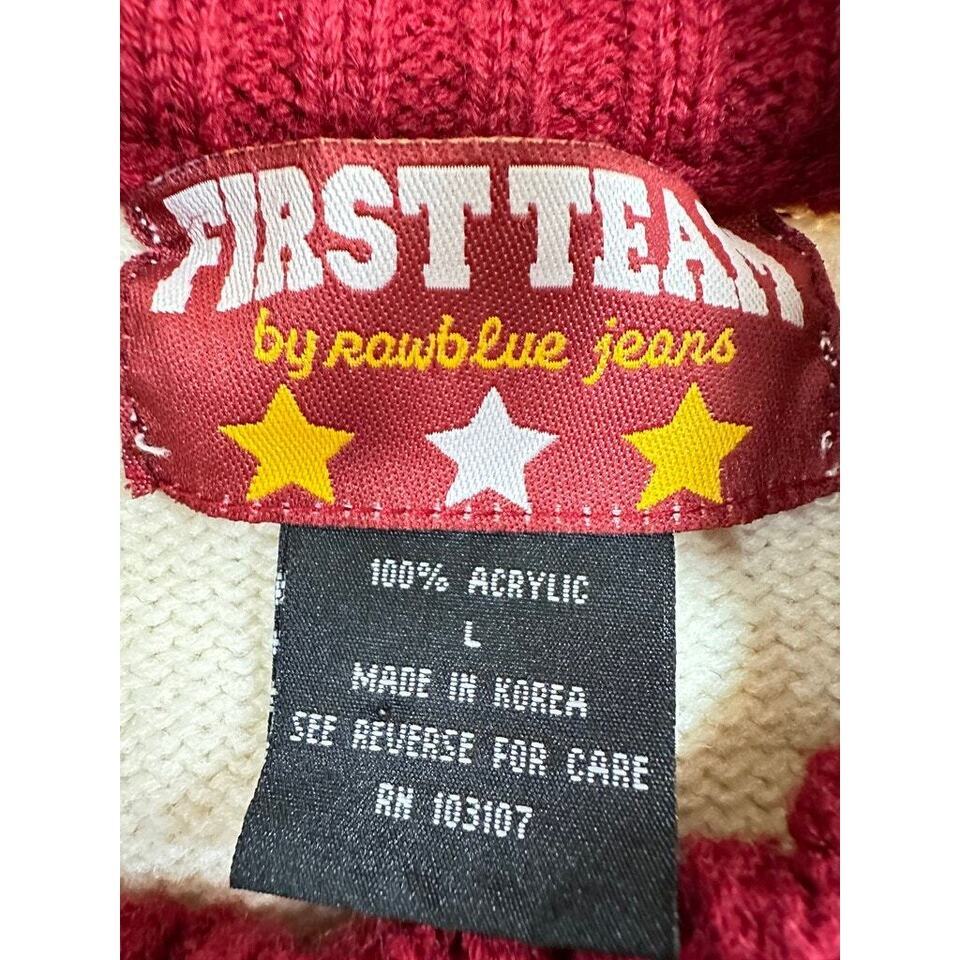 FIRST TEAM
by rawblue jeans
100% ACRYLIC
L
MADE IN KOREA
SEE REVERSE FOR CARE
RN 103107